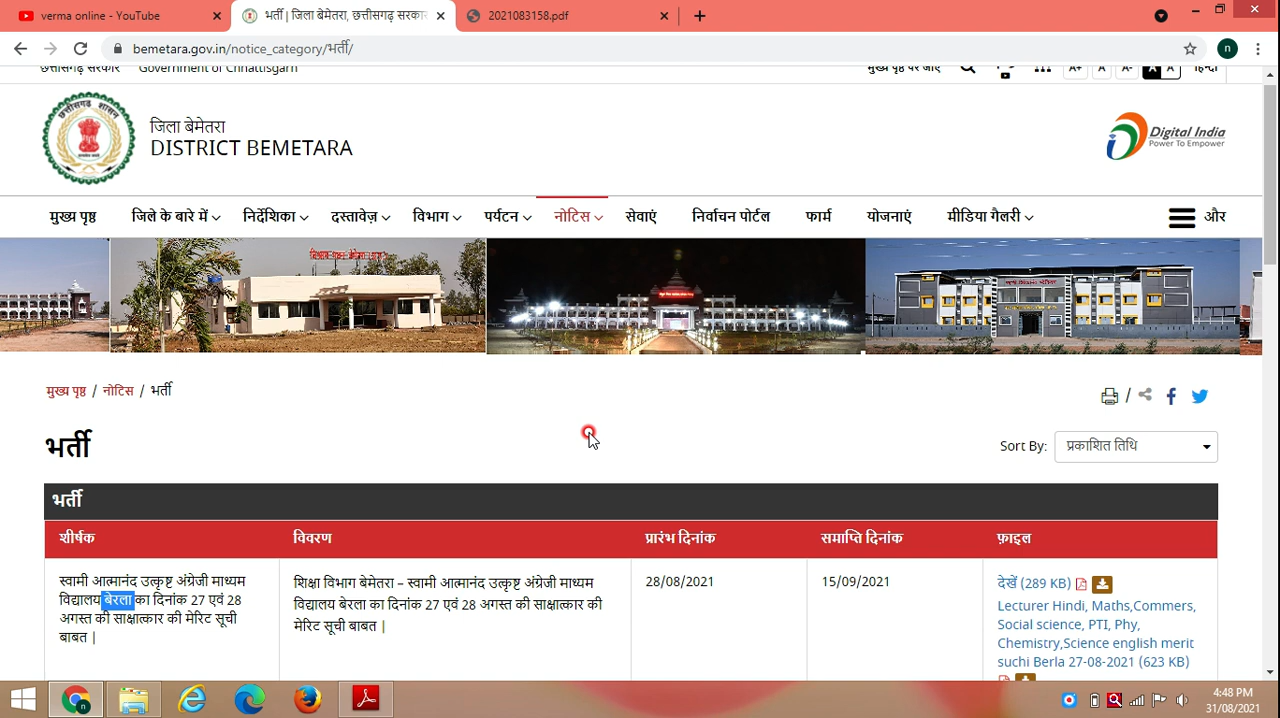 verma online - YouTube
भर्ती | जिला बेमेतरा, छत्तीसगढ़ सरकार
2021083158.pdf
bemetara.gov.in/notice_category/भर्ती/
n
छत्तीसगढ़ सरकार Government of Chhattisgarh
मुख्य पृष्ठ पर जाएं A+ A A- A A हिन्दी
जिला बेमेतरा
DISTRICT BEMETARA
Digital India
Power To Empower
मुख्य पृष्ठ जिले के बारे में निर्देशिका दस्तावेज़ विभाग पर्यटन नोटिस सेवाएं निर्वाचन पोर्टल फार्म योजनाएं मीडिया गैलरी और
मुख्य पृष्ठ / नोटिस / भर्ती
/
भर्ती
Sort By: प्रकाशित तिथि
भर्ती
शीर्षक विवरण प्रारंभ दिनांक समाप्ति दिनांक फ़ाइल
स्वामी आत्मानंद उत्कृष्ट अंग्रेजी माध्यम
विद्यालय बेरला का दिनांक 27 एवं 28
अगस्त की साक्षात्कार की मेरिट सूची
बाबत |
शिक्षा विभाग बेमेतरा – स्वामी आत्मानंद उत्कृष्ट अंग्रेजी माध्यम
विद्यालय बेरला का दिनांक 27 एवं 28 अगस्त की साक्षात्कार की
मेरिट सूची बाबत |
28/08/2021
15/09/2021
देखें (289 KB)
Lecturer Hindi, Maths,Commers,
Social science, PTI, Phy,
Chemistry,Science english merit
suchi Berla 27-08-2021 (623 KB)
4:48 PM
31/08/2021